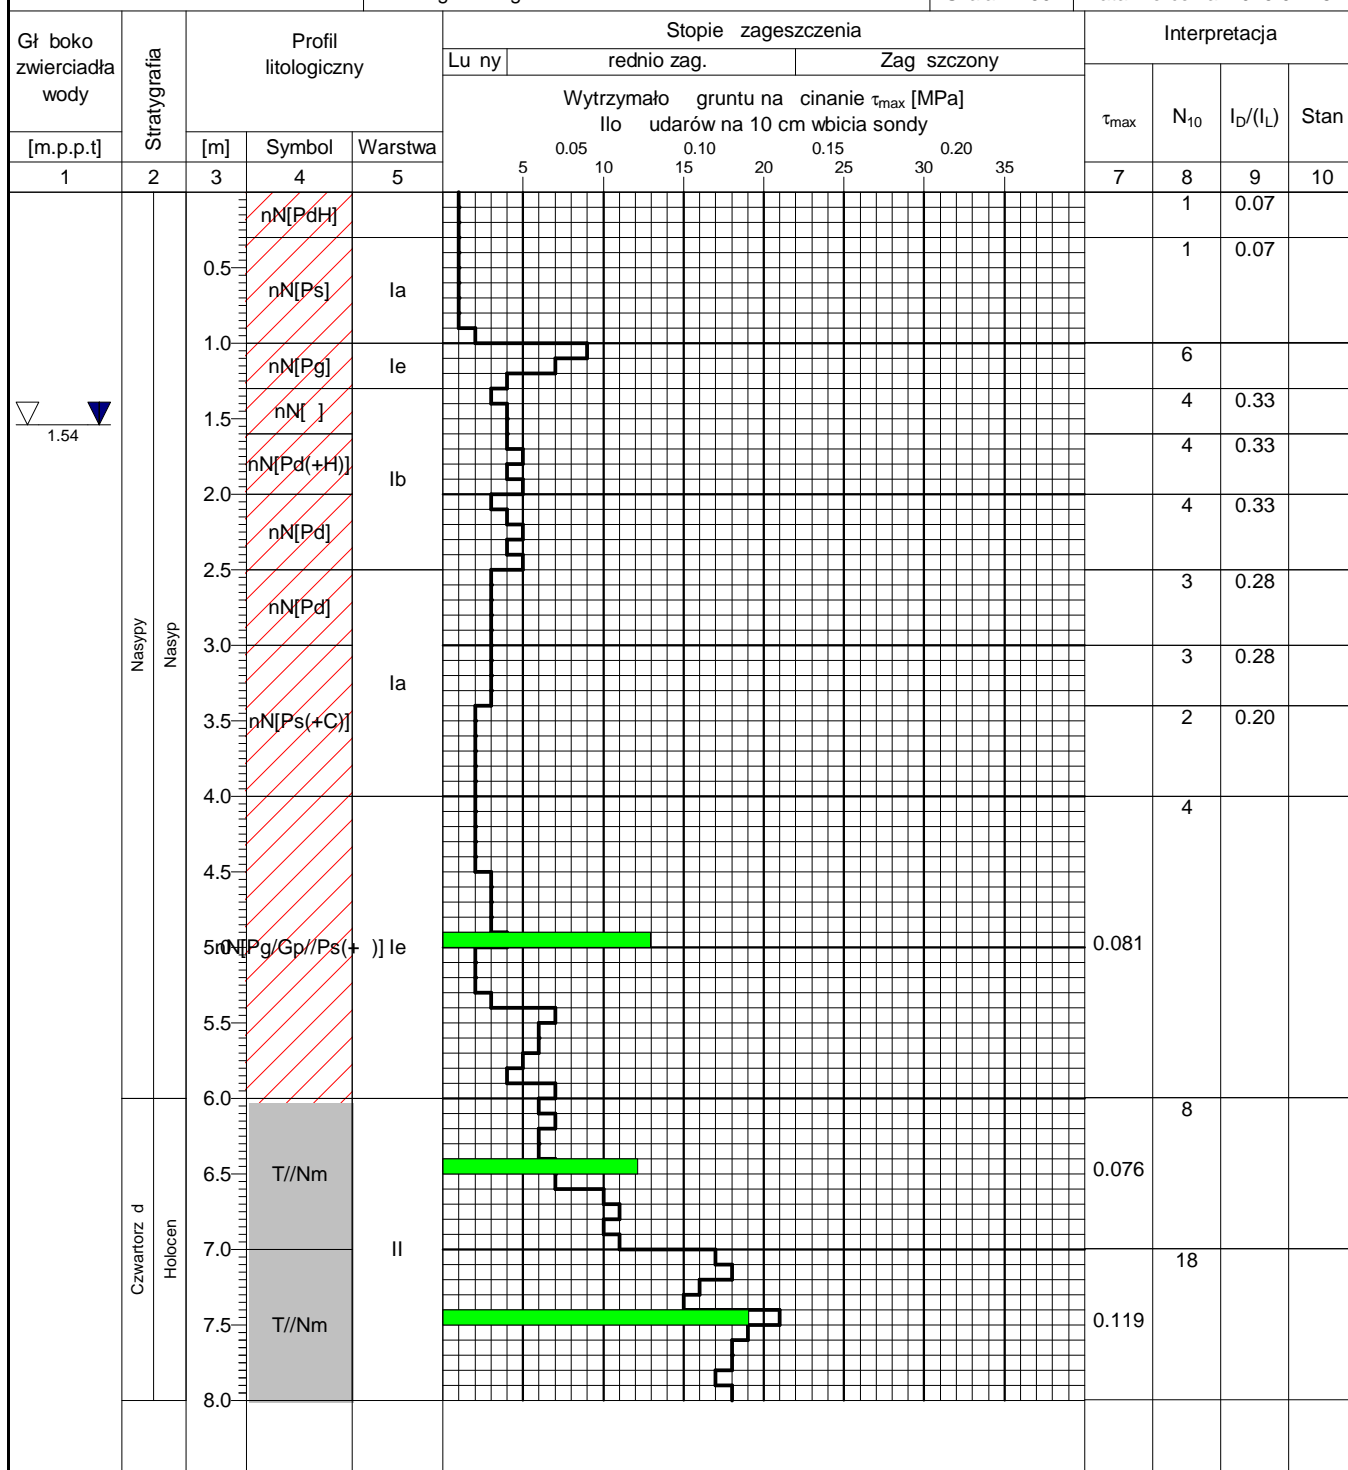 Gł boko
zwierciadła
wody
[m.p.p.t]
Stratygrafia
Profil
litologiczny
[m] Symbol Warstwa
Stopie zageszczenia
Lu ny rednio zag. Zag szczony
Wytrzymało gruntu na cinanie τmax [MPa]
Ilo udarów na 10 cm wbicia sondy
0.05 0.10 0.15 0.20
5 10 15 20 25 30 35
Interpretacja
τmax N10 ID/(IL) Stan
1 2 3 4 5 7 8 9 10
nN[PdH] 1 0.07
1 0.07
0.5
nN[Ps] Ia
1.0
nN[Pg] Ie 6
nN[ ] 4 0.33
1.5
1.54
nN[Pd(+H)] 4 0.33
Ib
2.0
4 0.33
nN[Pd]
2.5
nN[Pd] 3 0.28
3.0
Nasypy
Nasyp
3 0.28
Ia
3.5 nN[Ps(+C)] 2 0.20
4.0
4
4.5
5.0 nN[Pg/Gp//Ps(+ )] Ie 0.081
5.5
6.0
8
6.5 T//Nm 0.076
Czwartorz d
Holocen
7.0 II
18
7.5 T//Nm 0.119
8.0